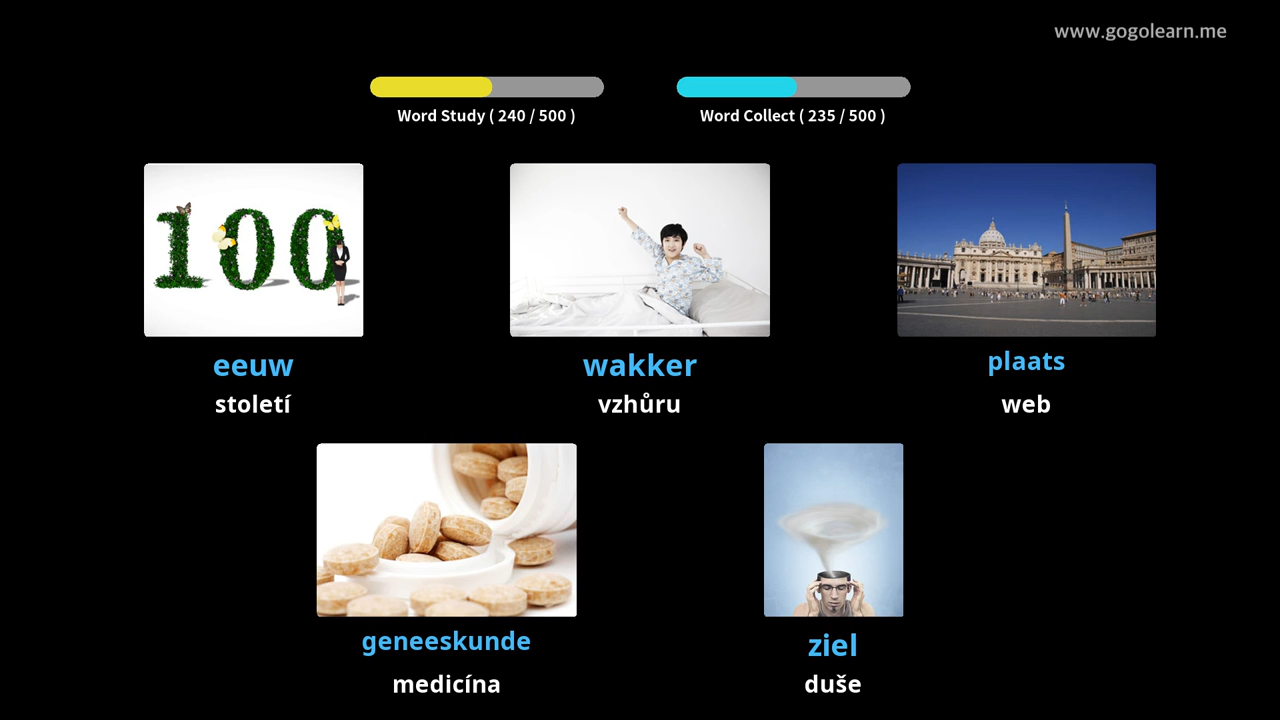 www.gogolearn.me
Word Study ( 240 / 500 )
Word Collect ( 235 / 500 )
100
eeuw
století
wakker
vzhůru
plaats
web
geneeskunde
medicína
ziel
duše